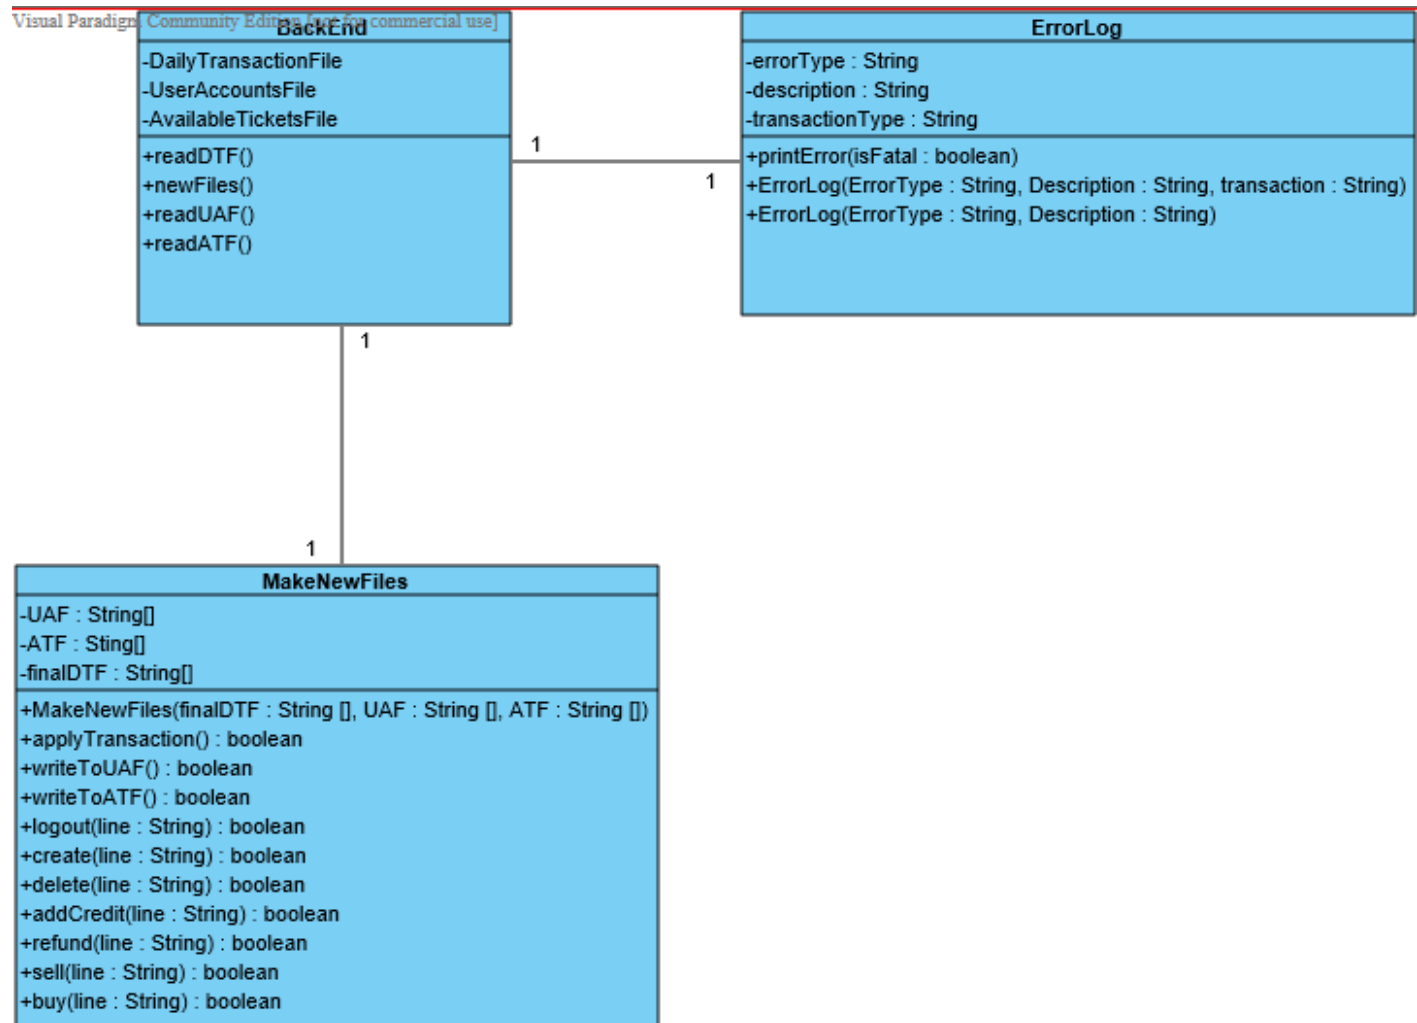 Visual Paradigm Community Edition [not for commercial use]
BackEnd
-DailyTransactionFile
-UserAccountsFile
-AvailableTicketsFile
+readDTF()
+newFiles()
+readUAF()
+readATF()
1
1
ErrorLog
-errorType : String
-description : String
-transactionType : String
+printError(isFatal : boolean)
+ErrorLog(ErrorType : String, Description : String, transaction : String)
+ErrorLog(ErrorType : String, Description : String)
1
1
MakeNewFiles
-UAF : String[]
-ATF : Sting[]
-finalDTF : String[]
+MakeNewFiles(finalDTF : String [], UAF : String [], ATF : String [])
+applyTransaction() : boolean
+writeToUAF() : boolean
+writeToATF() : boolean
+logout(line : String) : boolean
+create(line : String) : boolean
+delete(line : String) : boolean
+addCredit(line : String) : boolean
+refund(line : String) : boolean
+sell(line : String) : boolean
+buy(line : String) : boolean